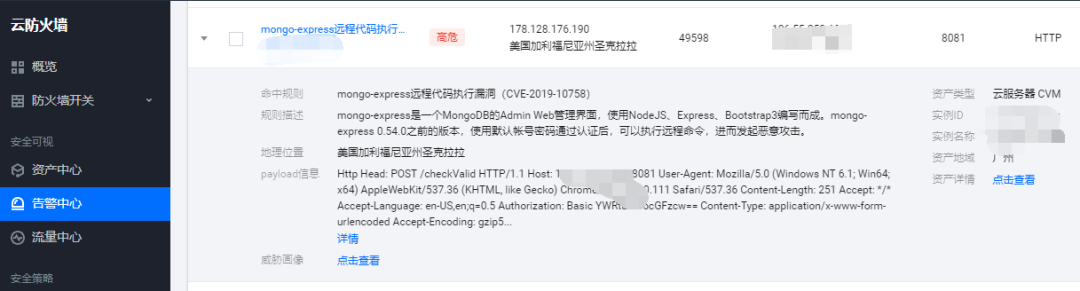 云防火墙
概览
防火墙开关
安全可视
资产中心
告警中心
流量中心
安全策略
mongo-express远程代码执行...
高危
178.128.176.190
美国加利福尼亚州圣克拉拉
49598
8081
HTTP
命中规则 mongo-express远程代码执行漏洞（CVE-2019-10758）
规则描述 mongo-express是一个MongoDB的Admin Web管理界面，使用NodeJS、Express、Bootstrap3编写而成。mongo-
express 0.54.0之前的版本，使用默认帐号密码通过认证后，可以执行远程命令，进而发起恶意攻击。
地理位置 美国加利福尼亚州圣克拉拉
payload信息 Http Head: POST /checkValid HTTP/1.1 Host: 8081 User-Agent: Mozilla/5.0 (Windows NT 6.1; Win64;
x64) AppleWebKit/537.36 (KHTML, like Gecko) 0.111 Safari/537.36 Content-Length: 251 Accept: */*
Accept-Language: en-US,en;q=0.5 Authorization: Basic Content-Type: application/x-www-form-
urlencoded Accept-Encoding: gzip5...
详情
威胁画像 点击查看
资产类型 云服务器 CVM
实例ID
实例名称
资产地域 广州
资产详情 点击查看